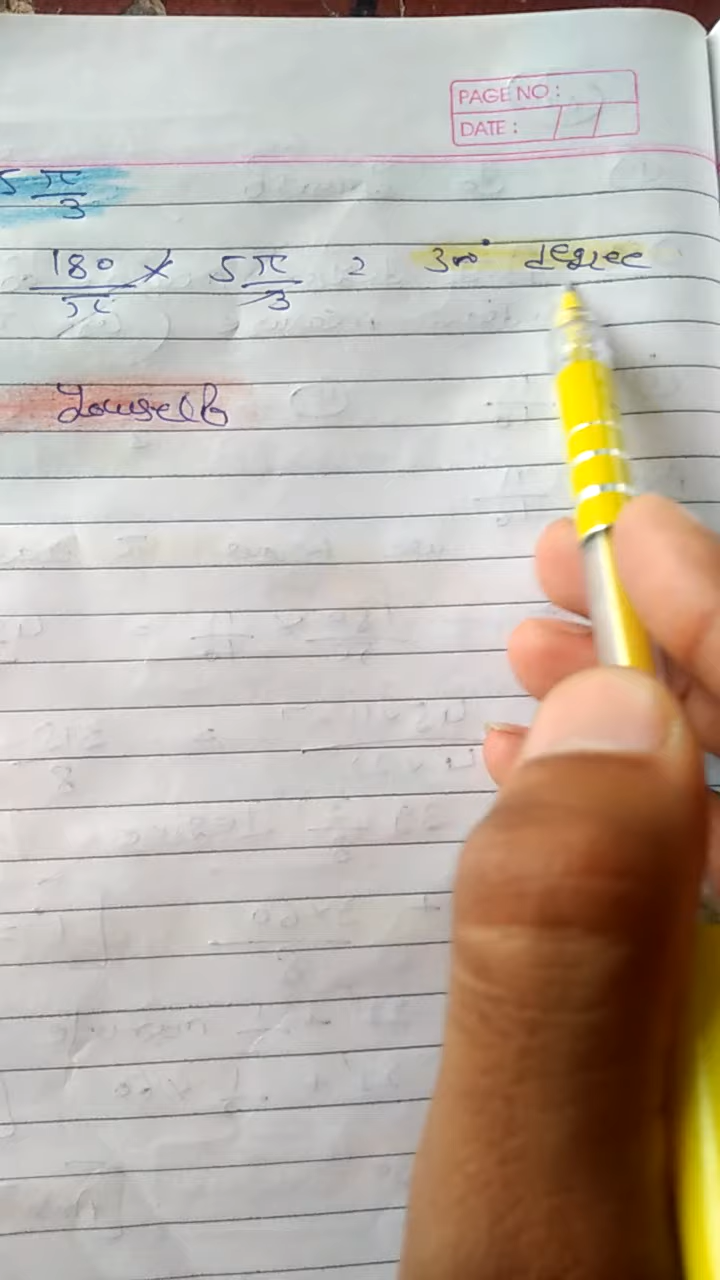 PAGE NO :
DATE :
5π/3
180/π × 5π/3 = 300° degree
Yourself